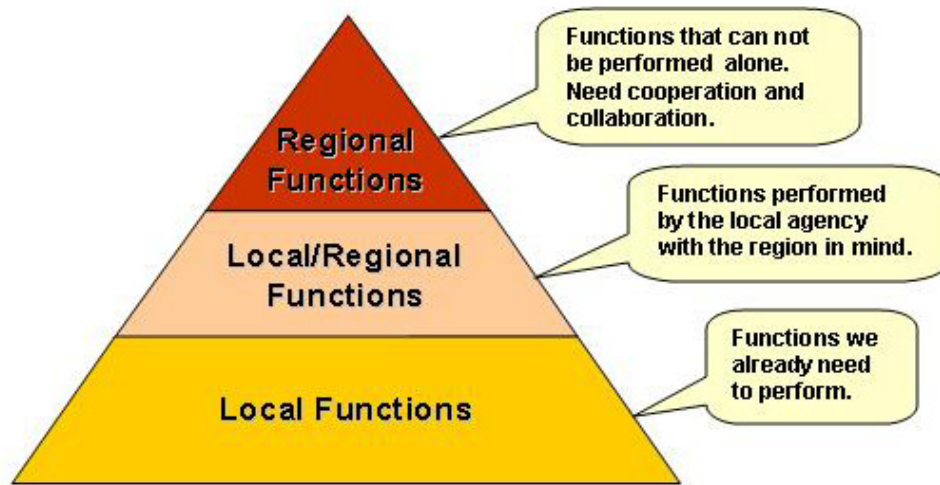 Functions that can not
be performed alone.
Need cooperation and
collaboration.
Regional
Functions
Functions performed
by the local agency
with the region in mind.
Local/Regional
Functions
Functions we
already need
to perform.
Local Functions